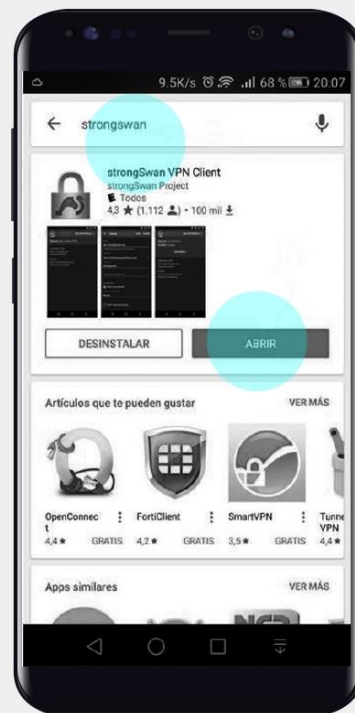 9.5K/s 68 % 20:07
strongswan
strongSwan VPN Client
strongSwan Project
E Todos
4,3 ★ (1.112) • 100 mil
DESINSTALAR
ABRIR
Artículos que te pueden gustar
VER MÁS
OpenConnec
t
4,4 ★ GRATIS
FortiClient
4,2 ★ GRATIS
SmartVPN
3,5 ★ GRATIS
Tunne
VPN
4,4 ★
Apps similares
VER MÁS